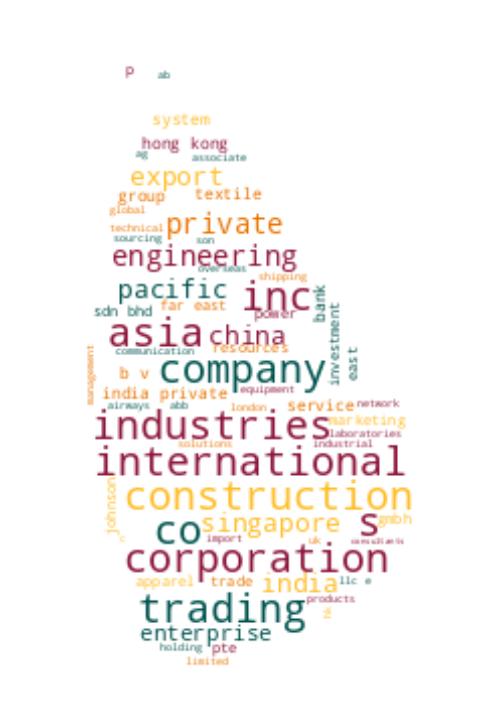 p ab
system
hong kong
ag associate
export
group textile
global
technical private
sourcing son
engineering
overseas
shipping
pacific inc
sdn bhd far east power bank
asia china
communication resources
investment
east
company
management
b v
equipment
india private
airways abb london service network
industries marketing
laboratories
solutions industrial
international
construction
johnson
co singapore s gmbh
c import uk consultants
corporation
apparel trade india llc e
trading products
enterprise
holding pte
limited